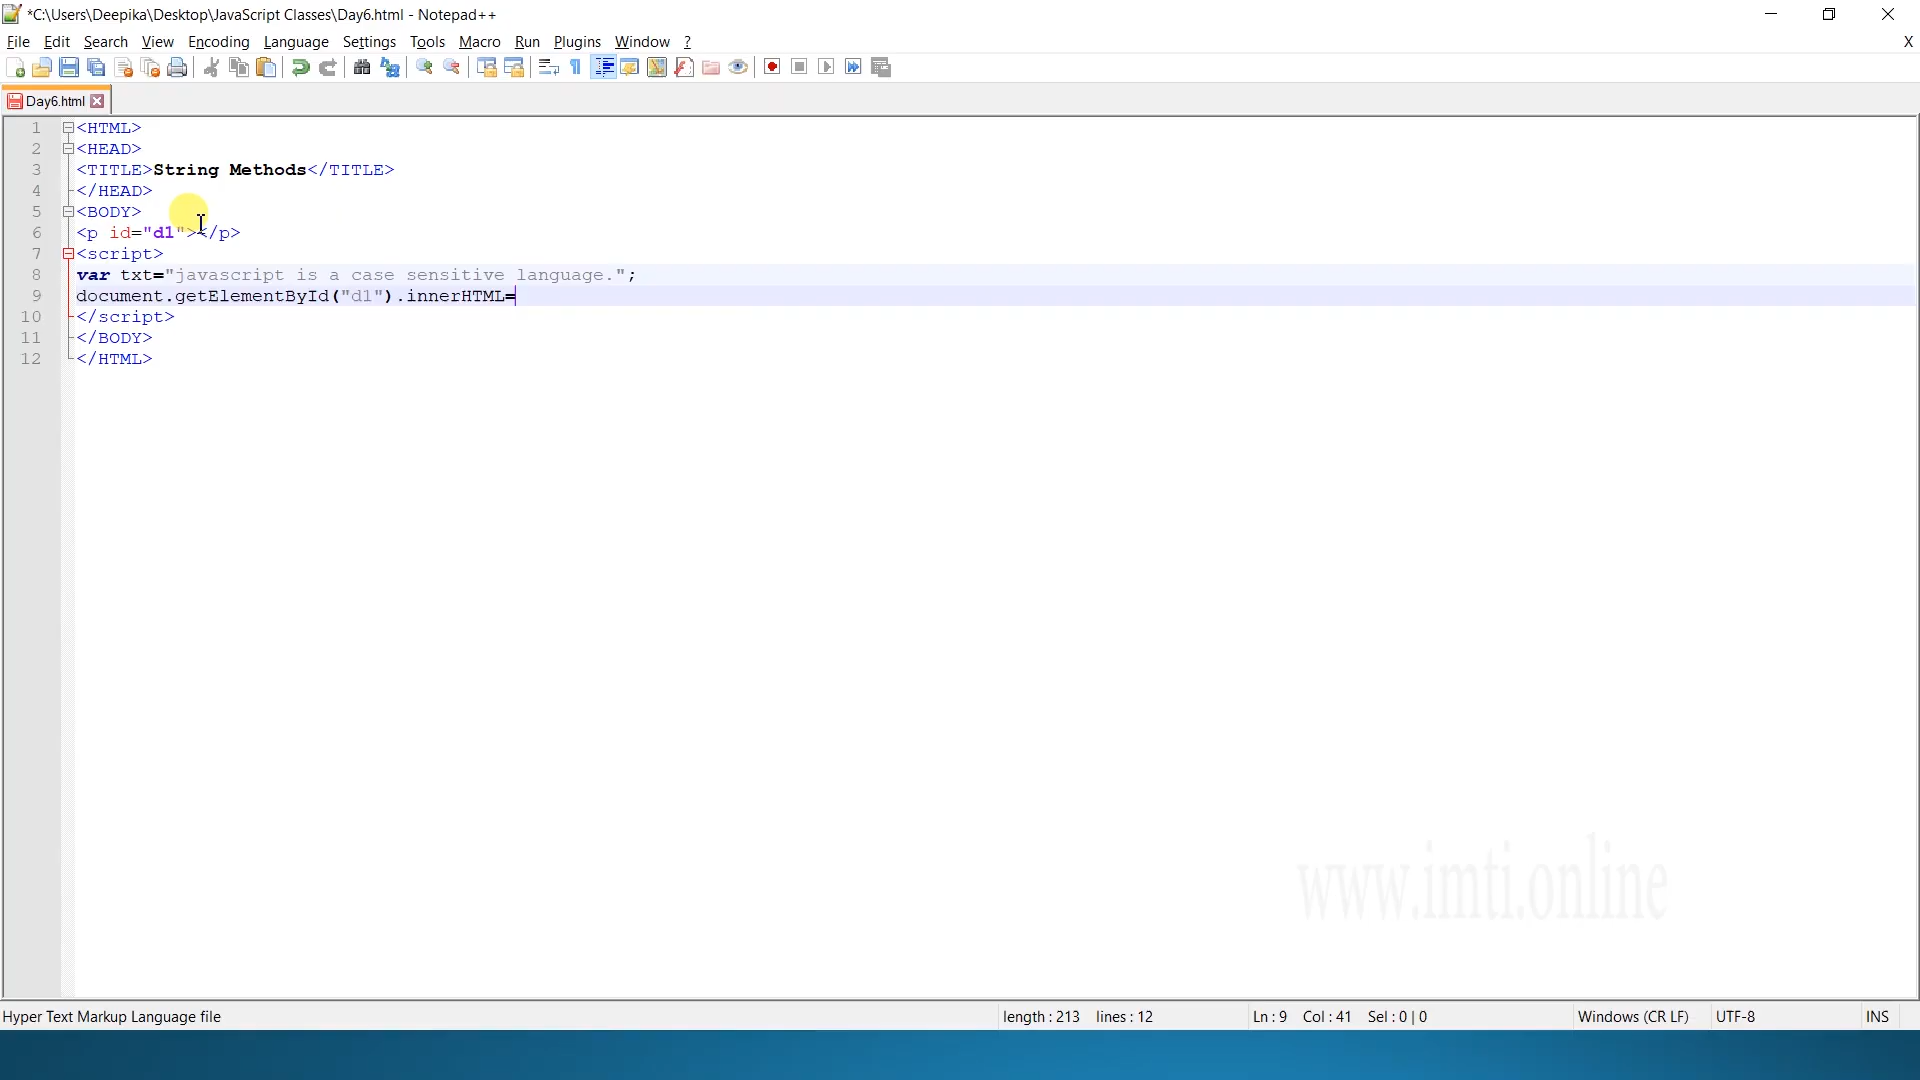 *C:\Users\Deepika\Desktop\JavaScript Classes\Day6.html - Notepad++
File Edit Search View Encoding Language Settings Tools Macro Run Plugins Window ? X
Day6.html
1 <HTML>
2 <HEAD>
3 <TITLE>String Methods</TITLE>
4 </HEAD>
5 <BODY>
6 <p id="d1"></p>
7 <script>
8 var txt="javascript is a case sensitive language.";
9 document.getElementById("d1").innerHTML=
10 </script>
11 </BODY>
12 </HTML>
www.imti.online
Hyper Text Markup Language file length : 213 lines : 12 Ln : 9 Col : 41 Sel : 0 | 0 Windows (CR LF) UTF-8 INS